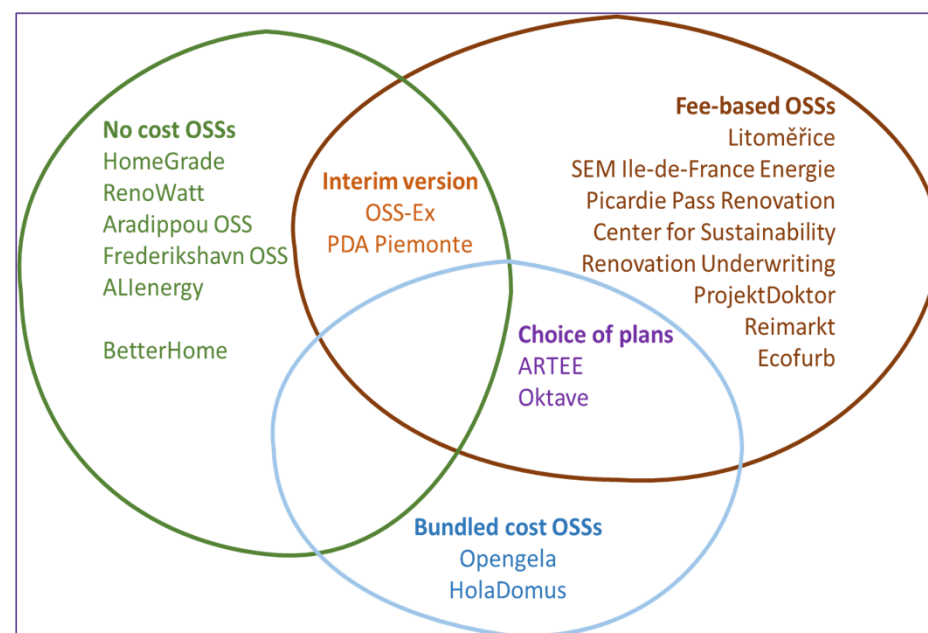 No cost OSSs
HomeGrade
RenoWatt
Aradippou OSS
Frederikshavn OSS
ALIenergy
BetterHome
Interim version
OSS-Ex
PDA Piemonte
Fee-based OSSs
Litoměřice
SEM Ile-de-France Energie
Picardie Pass Renovation
Center for Sustainability
Renovation Underwriting
ProjektDoktor
Reimarkt
Ecofurb
Choice of plans
ARTEE
Oktave
Bundled cost OSSs
Opengela
HolaDomus